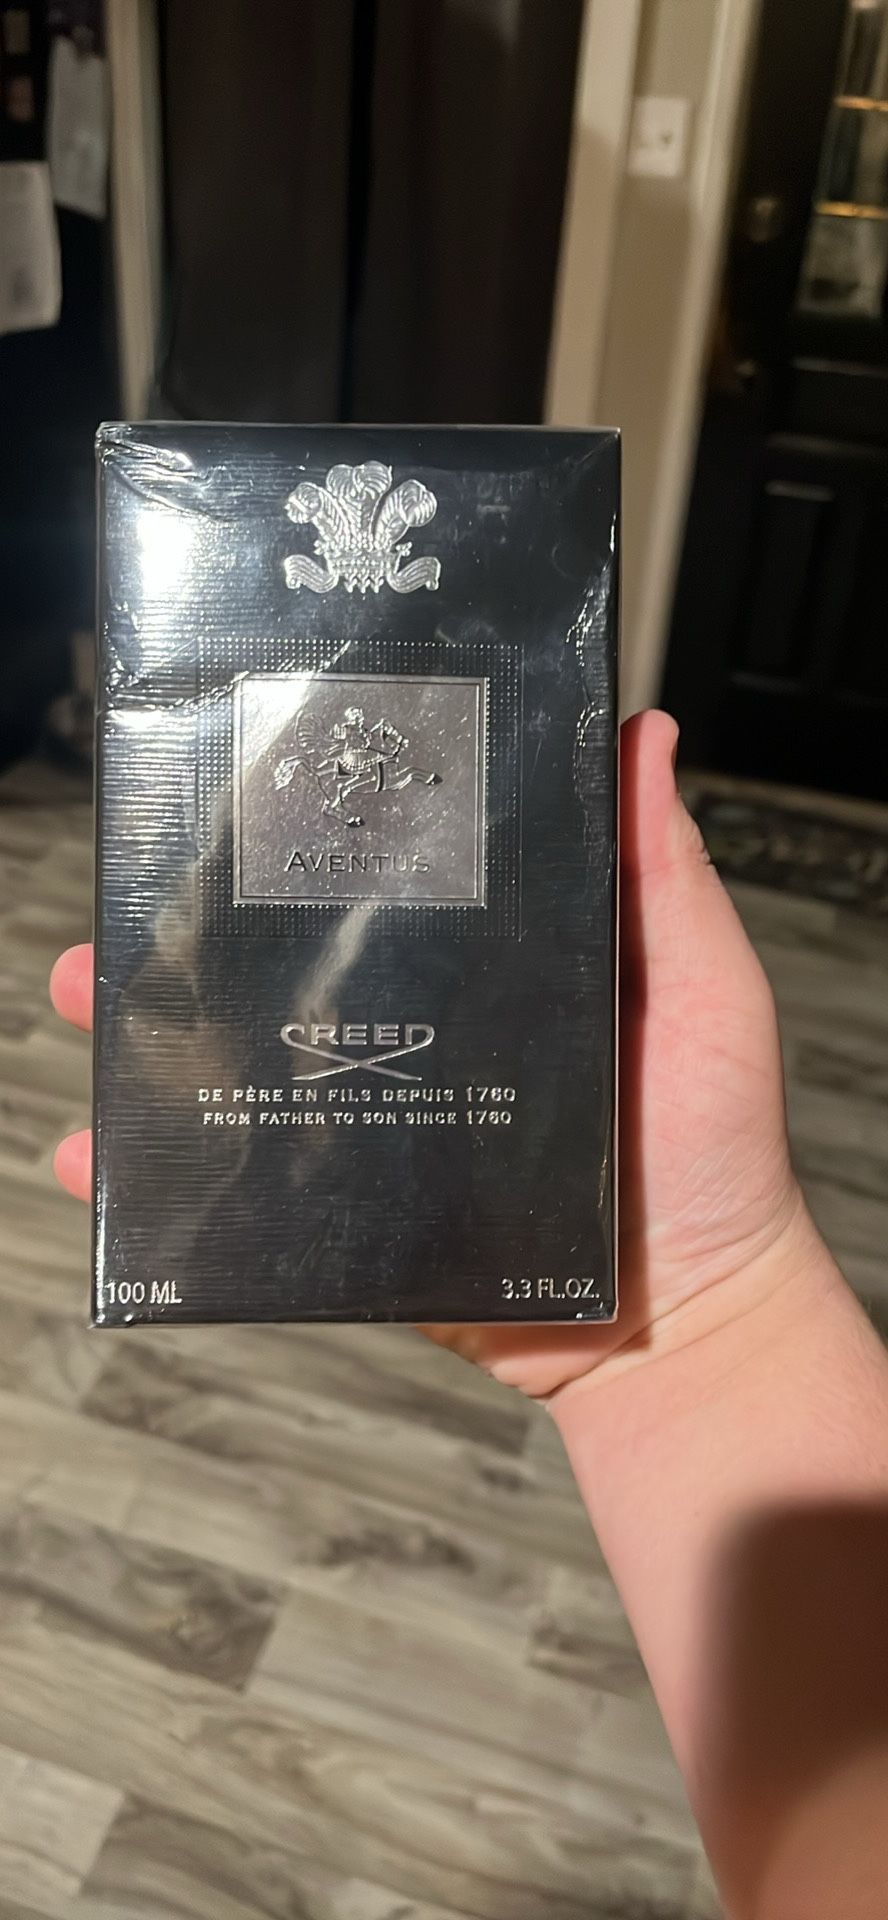 AVENTUS
CREED
DE PÈRE EN FILS DEPUIS 1760
FROM FATHER TO SON SINCE 1760
100 ML 3.3 FL.OZ.